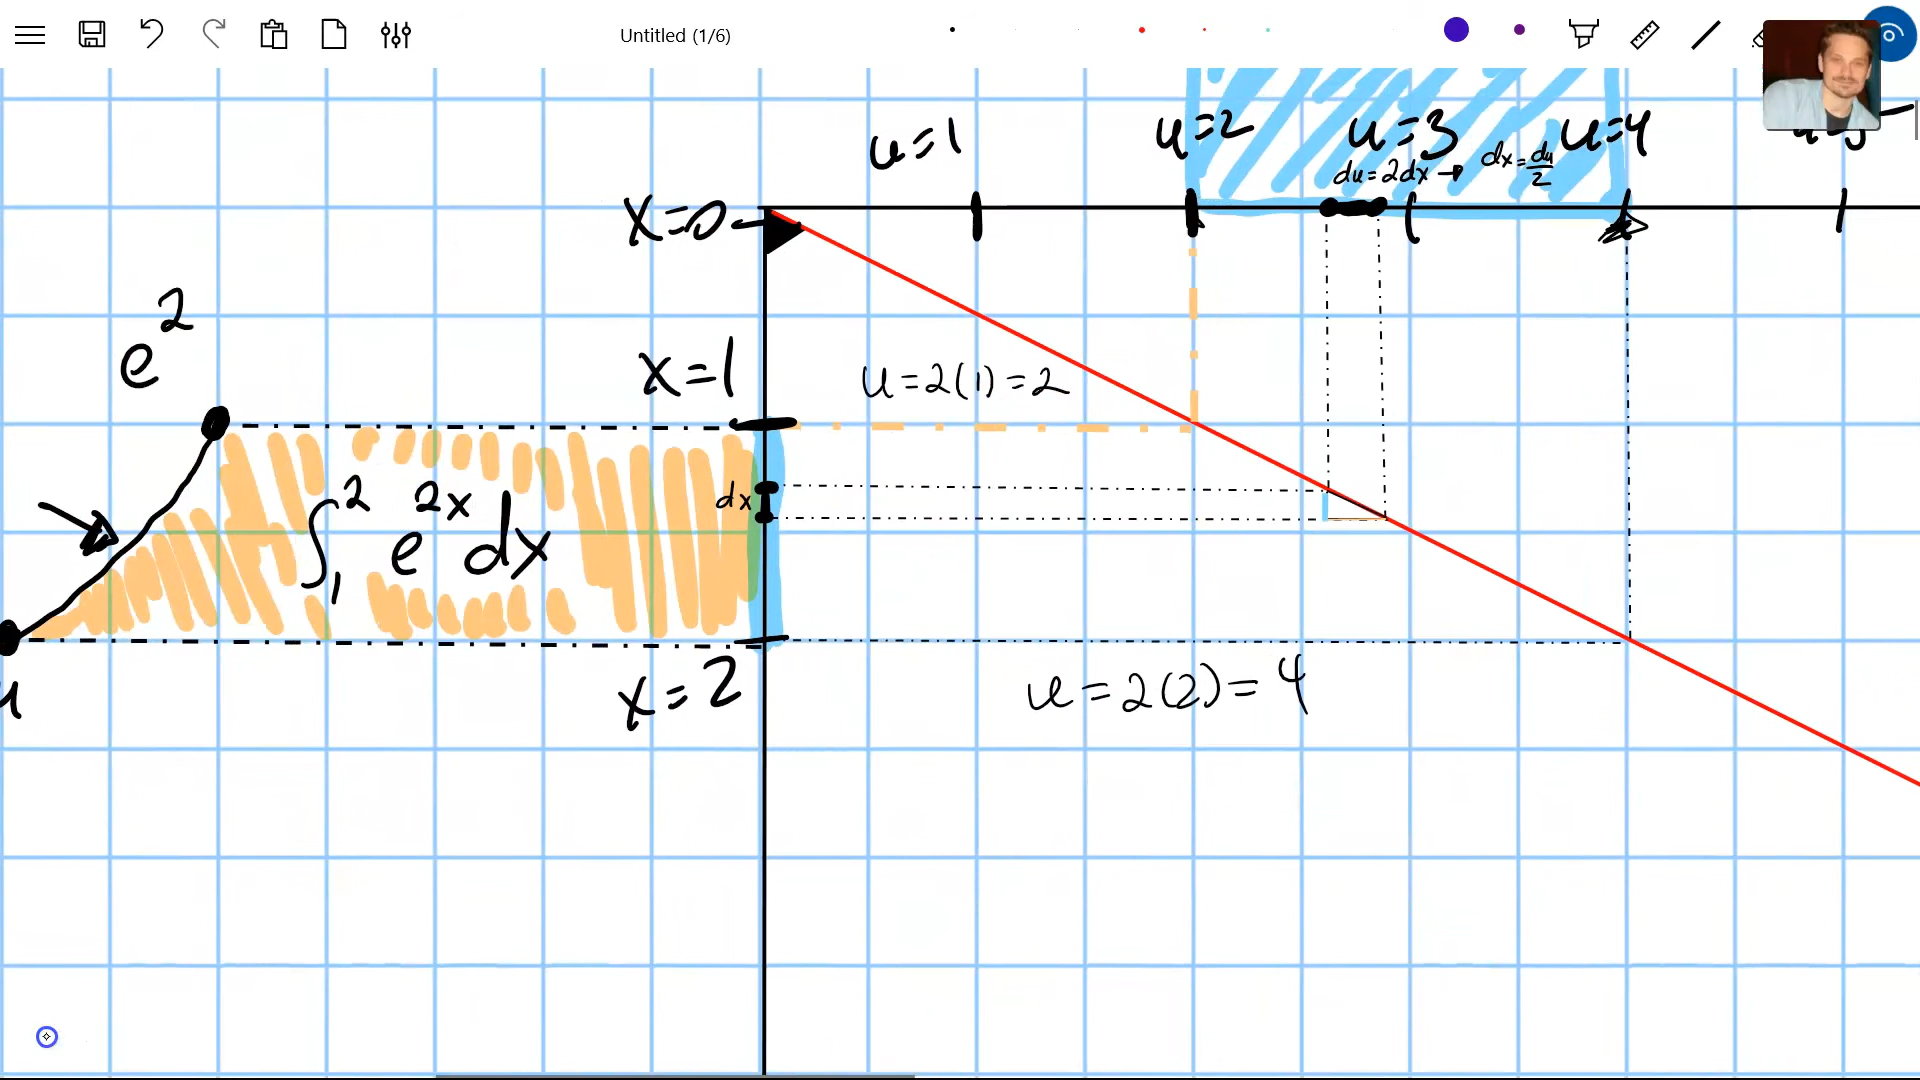 Untitled (1/6)
u=1
u=2
u=3
u=4
du=2dx → dx=du/2
x=0
e^2
x=1
u=2(1)=2
dx
∫_1^2 e^2x dx
x=2
u=2(2)=4